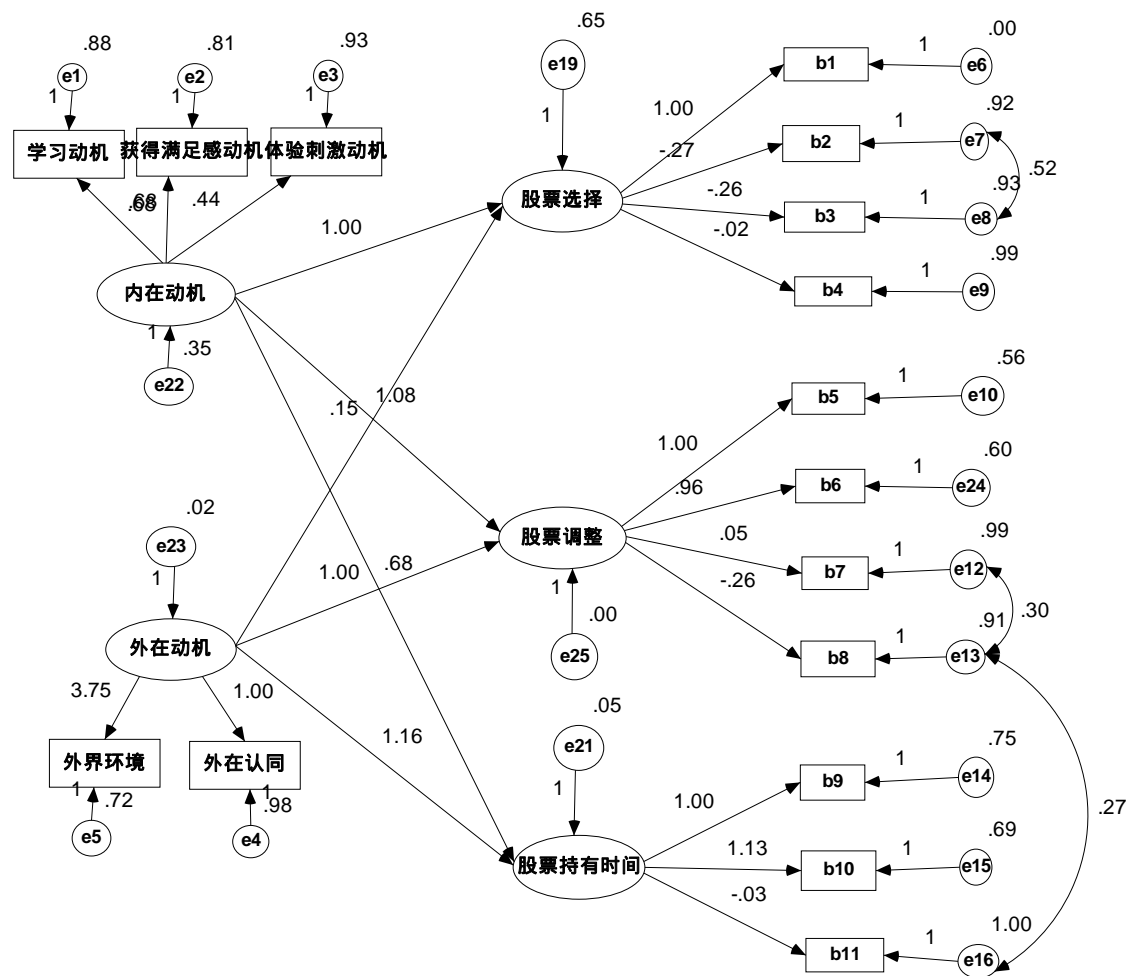 .88
.81
.93
e1
e2
e3
1
1
1
学习动机
获得满足感动机
体验刺激动机
.68
.68
.44
内在动机
1
.35
e22
.65
e19
1
股票选择
1.00
1.00
-.27
-.26
-.02
b1
1
e6
.00
b2
1
e7
.92
b3
1
e8
.93
.52
b4
1
e9
.99
.15
1.08
1.00
.68
1.16
.02
e23
1
外在动机
3.75
1.00
外界环境
外在认同
1
.72
1
.98
e5
e4
股票调整
1
.00
e25
1.00
.96
.05
-.26
b5
1
e10
.56
b6
1
e24
.60
b7
1
e12
.99
b8
1
e13
.91
.30
.27
.05
e21
1
股票持有时间
1.00
1.13
-.03
b9
1
e14
.75
b10
1
e15
.69
b11
1
e16
1.00